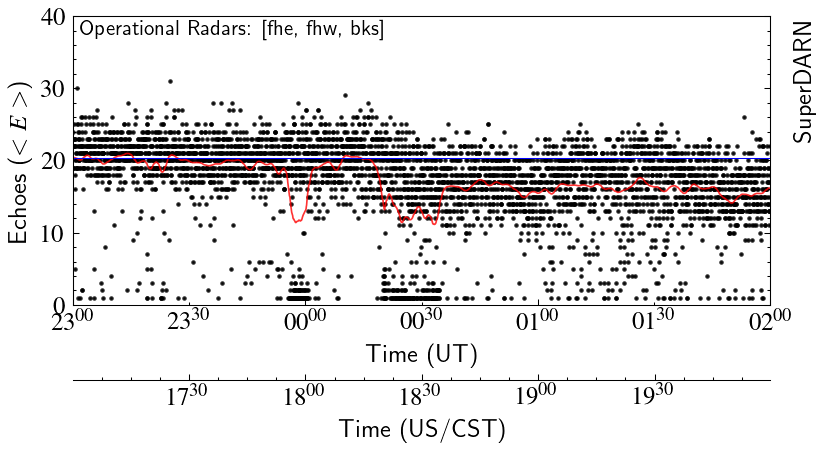 40
30
20
10
0
Echoes (< E >)
Operational Radars: [fhe, fhw, bks]
SuperDARN
23^00 23^30 00^00 00^30 01^00 01^30 02^00
Time (UT)
17^30 18^00 18^30 19^00 19^30
Time (US/CST)